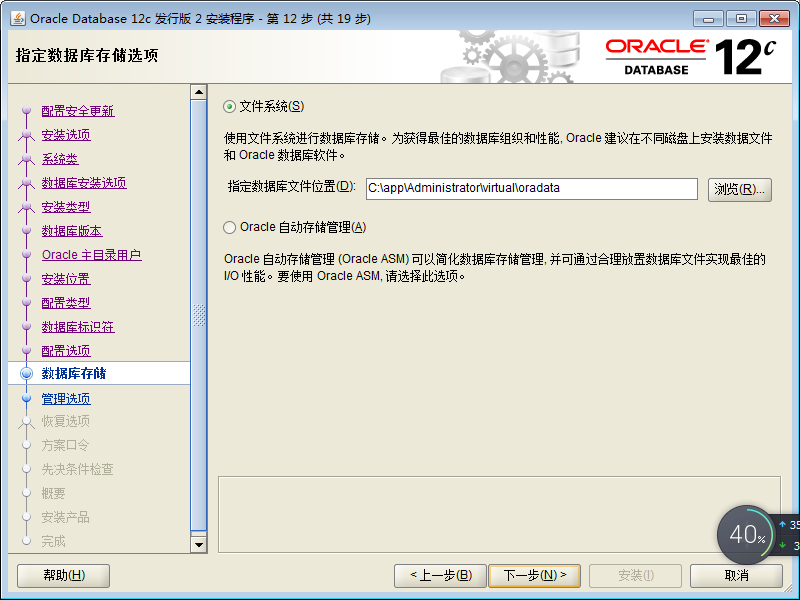 Oracle Database 12c 发行版 2 安装程序 - 第 12 步 (共 19 步)
指定数据库存储选项
ORACLE®
DATABASE
12c
配置安全更新
安装选项
系统类
数据库安装选项
安装类型
数据库版本
Oracle 主目录用户
安装位置
配置类型
数据库标识符
配置选项
数据库存储
管理选项
恢复选项
方案口令
先决条件检查
概要
安装产品
完成
文件系统(S)
使用文件系统进行数据库存储。为获得最佳的数据库组织和性能, Oracle 建议在不同磁盘上安装数据文件
和 Oracle 数据库软件。
指定数据库文件位置(D):
C:\app\Administrator\virtual\oradata
浏览(R)...
Oracle 自动存储管理(A)
Oracle 自动存储管理 (Oracle ASM) 可以简化数据库存储管理, 并可通过合理放置数据库文件实现最佳的
I/O 性能。要使用 Oracle ASM, 请选择此选项。
40%
帮助(H)
< 上一步(B)
下一步(N) >
安装(I)
取消